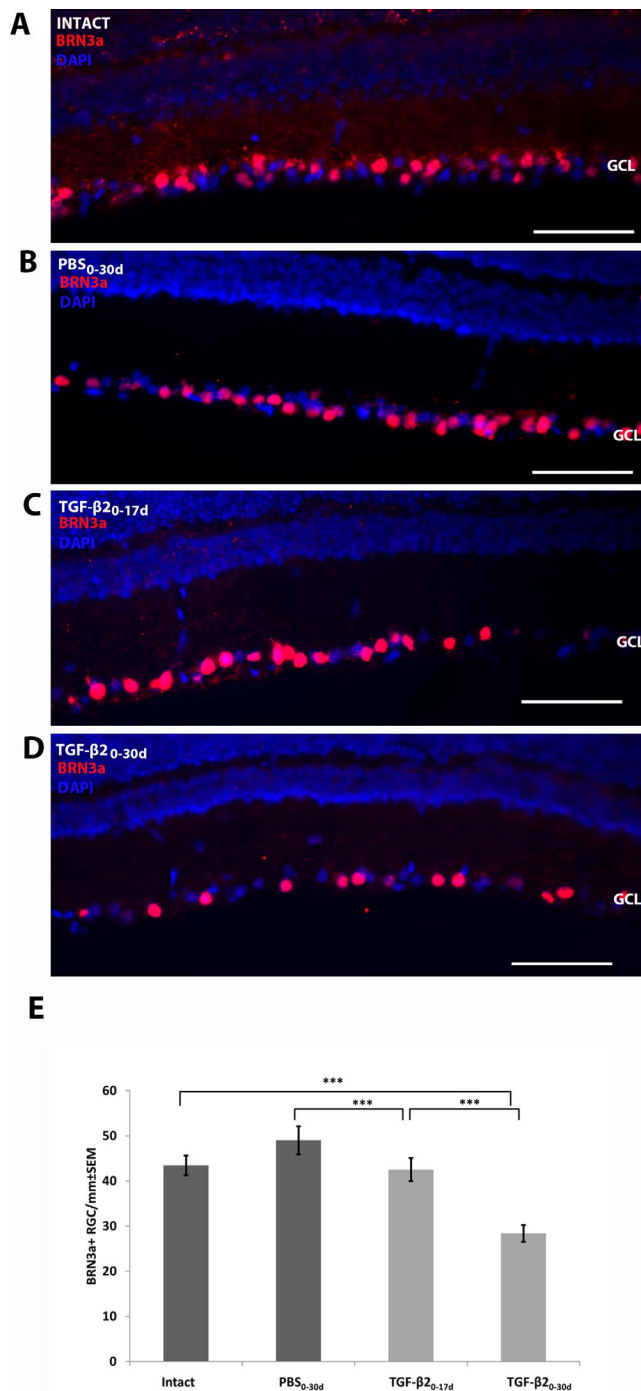 A
INTACT
BRN3a
DAPI
GCL
B
PBS0-30d
BRN3a
DAPI
GCL
C
TGF-β20-17d
BRN3a
DAPI
GCL
D
TGF-β2 0-30d
BRN3a
DAPI
GCL
E
***
*** ***
60
50
40
30
20
10
0
BRN3a+ RGC/mm±SEM
Intact PBS0-30d TGF-β20-17d TGF-β20-30d